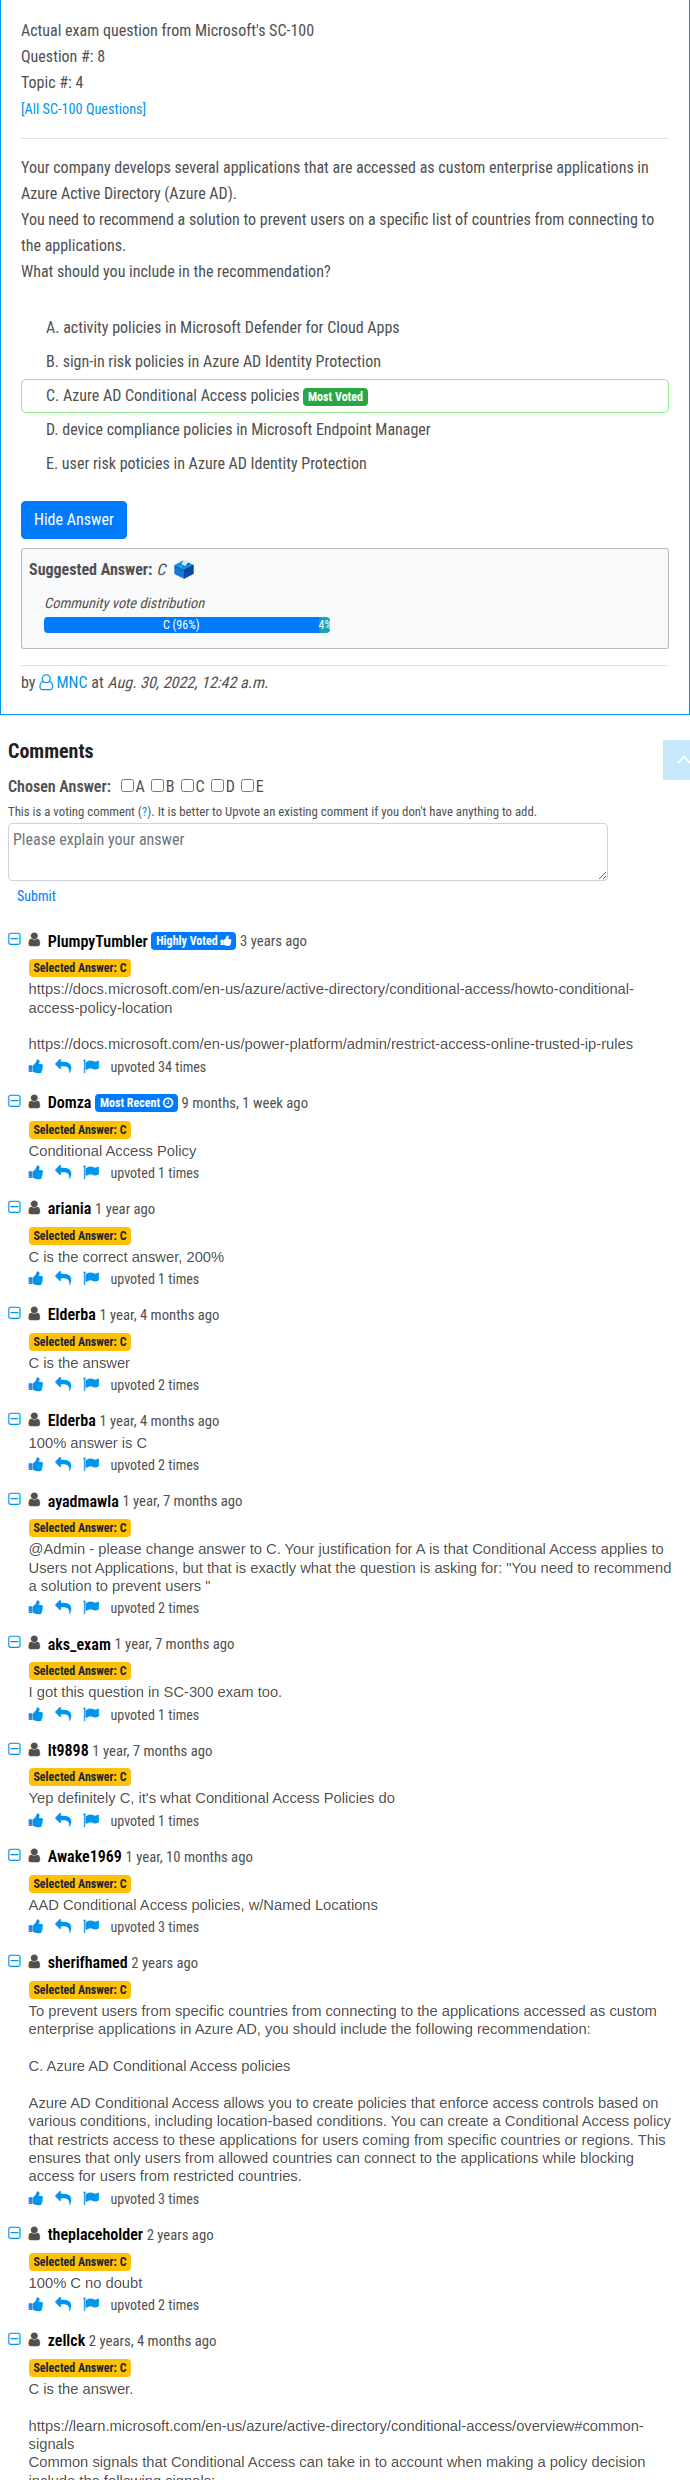 Actual exam question from Microsoft's SC-100
Question #: 8
Topic #: 4
[All SC-100 Questions]
Your company develops several applications that are accessed as custom enterprise applications in
Azure Active Directory (Azure AD).
You need to recommend a solution to prevent users on a specific list of countries from connecting to
the applications.
What should you include in the recommendation?
A. activity policies in Microsoft Defender for Cloud Apps
B. sign-in risk policies in Azure AD Identity Protection
C. Azure AD Conditional Access policies Most Voted
D. device compliance policies in Microsoft Endpoint Manager
E. user risk poticies in Azure AD Identity Protection
Hide Answer
Suggested Answer: C
Community vote distribution
C (96%) 4%
by MNC at Aug. 30, 2022, 12:42 a.m.
Comments
Chosen Answer: A B C D E
This is a voting comment (?). It is better to Upvote an existing comment if you don't have anything to add.
Please explain your answer
Submit
PlumpyTumbler Highly Voted 3 years ago
Selected Answer: C
https://docs.microsoft.com/en-us/azure/active-directory/conditional-access/howto-conditional-
access-policy-location
https://docs.microsoft.com/en-us/power-platform/admin/restrict-access-online-trusted-ip-rules
upvoted 34 times
Domza Most Recent 9 months, 1 week ago
Selected Answer: C
Conditional Access Policy
upvoted 1 times
ariania 1 year ago
Selected Answer: C
C is the correct answer, 200%
upvoted 1 times
Elderba 1 year, 4 months ago
Selected Answer: C
C is the answer
upvoted 2 times
Elderba 1 year, 4 months ago
100% answer is C
upvoted 2 times
ayadmawla 1 year, 7 months ago
Selected Answer: C
@Admin - please change answer to C. Your justification for A is that Conditional Access applies to
Users not Applications, but that is exactly what the question is asking for: "You need to recommend
a solution to prevent users "
upvoted 2 times
aks_exam 1 year, 7 months ago
Selected Answer: C
I got this question in SC-300 exam too.
upvoted 1 times
lt9898 1 year, 7 months ago
Selected Answer: C
Yep definitely C, it's what Conditional Access Policies do
upvoted 1 times
Awake1969 1 year, 10 months ago
Selected Answer: C
AAD Conditional Access policies, w/Named Locations
upvoted 3 times
sherifhamed 2 years ago
Selected Answer: C
To prevent users from specific countries from connecting to the applications accessed as custom
enterprise applications in Azure AD, you should include the following recommendation:
C. Azure AD Conditional Access policies
Azure AD Conditional Access allows you to create policies that enforce access controls based on
various conditions, including location-based conditions. You can create a Conditional Access policy
that restricts access to these applications for users coming from specific countries or regions. This
ensures that only users from allowed countries can connect to the applications while blocking
access for users from restricted countries.
upvoted 3 times
theplaceholder 2 years ago
Selected Answer: C
100% C no doubt
upvoted 2 times
zellck 2 years, 4 months ago
Selected Answer: C
C is the answer.
https://learn.microsoft.com/en-us/azure/active-directory/conditional-access/overview#common-
signals
Common signals that Conditional Access can take in to account when making a policy decision